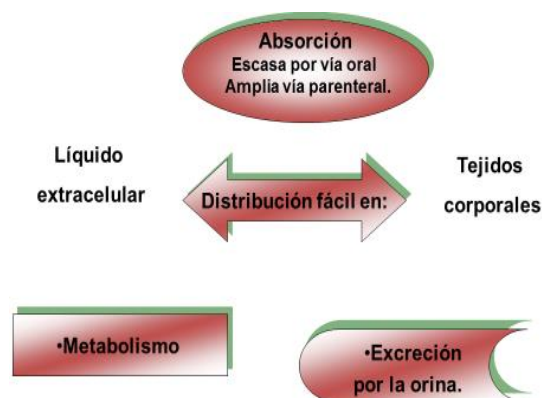 Absorción
Escasa por vía oral
Amplia vía parenteral.
Líquido
extracelular
Distribución fácil en:
Tejidos
corporales
•Metabolismo
•Excreción
por la orina.